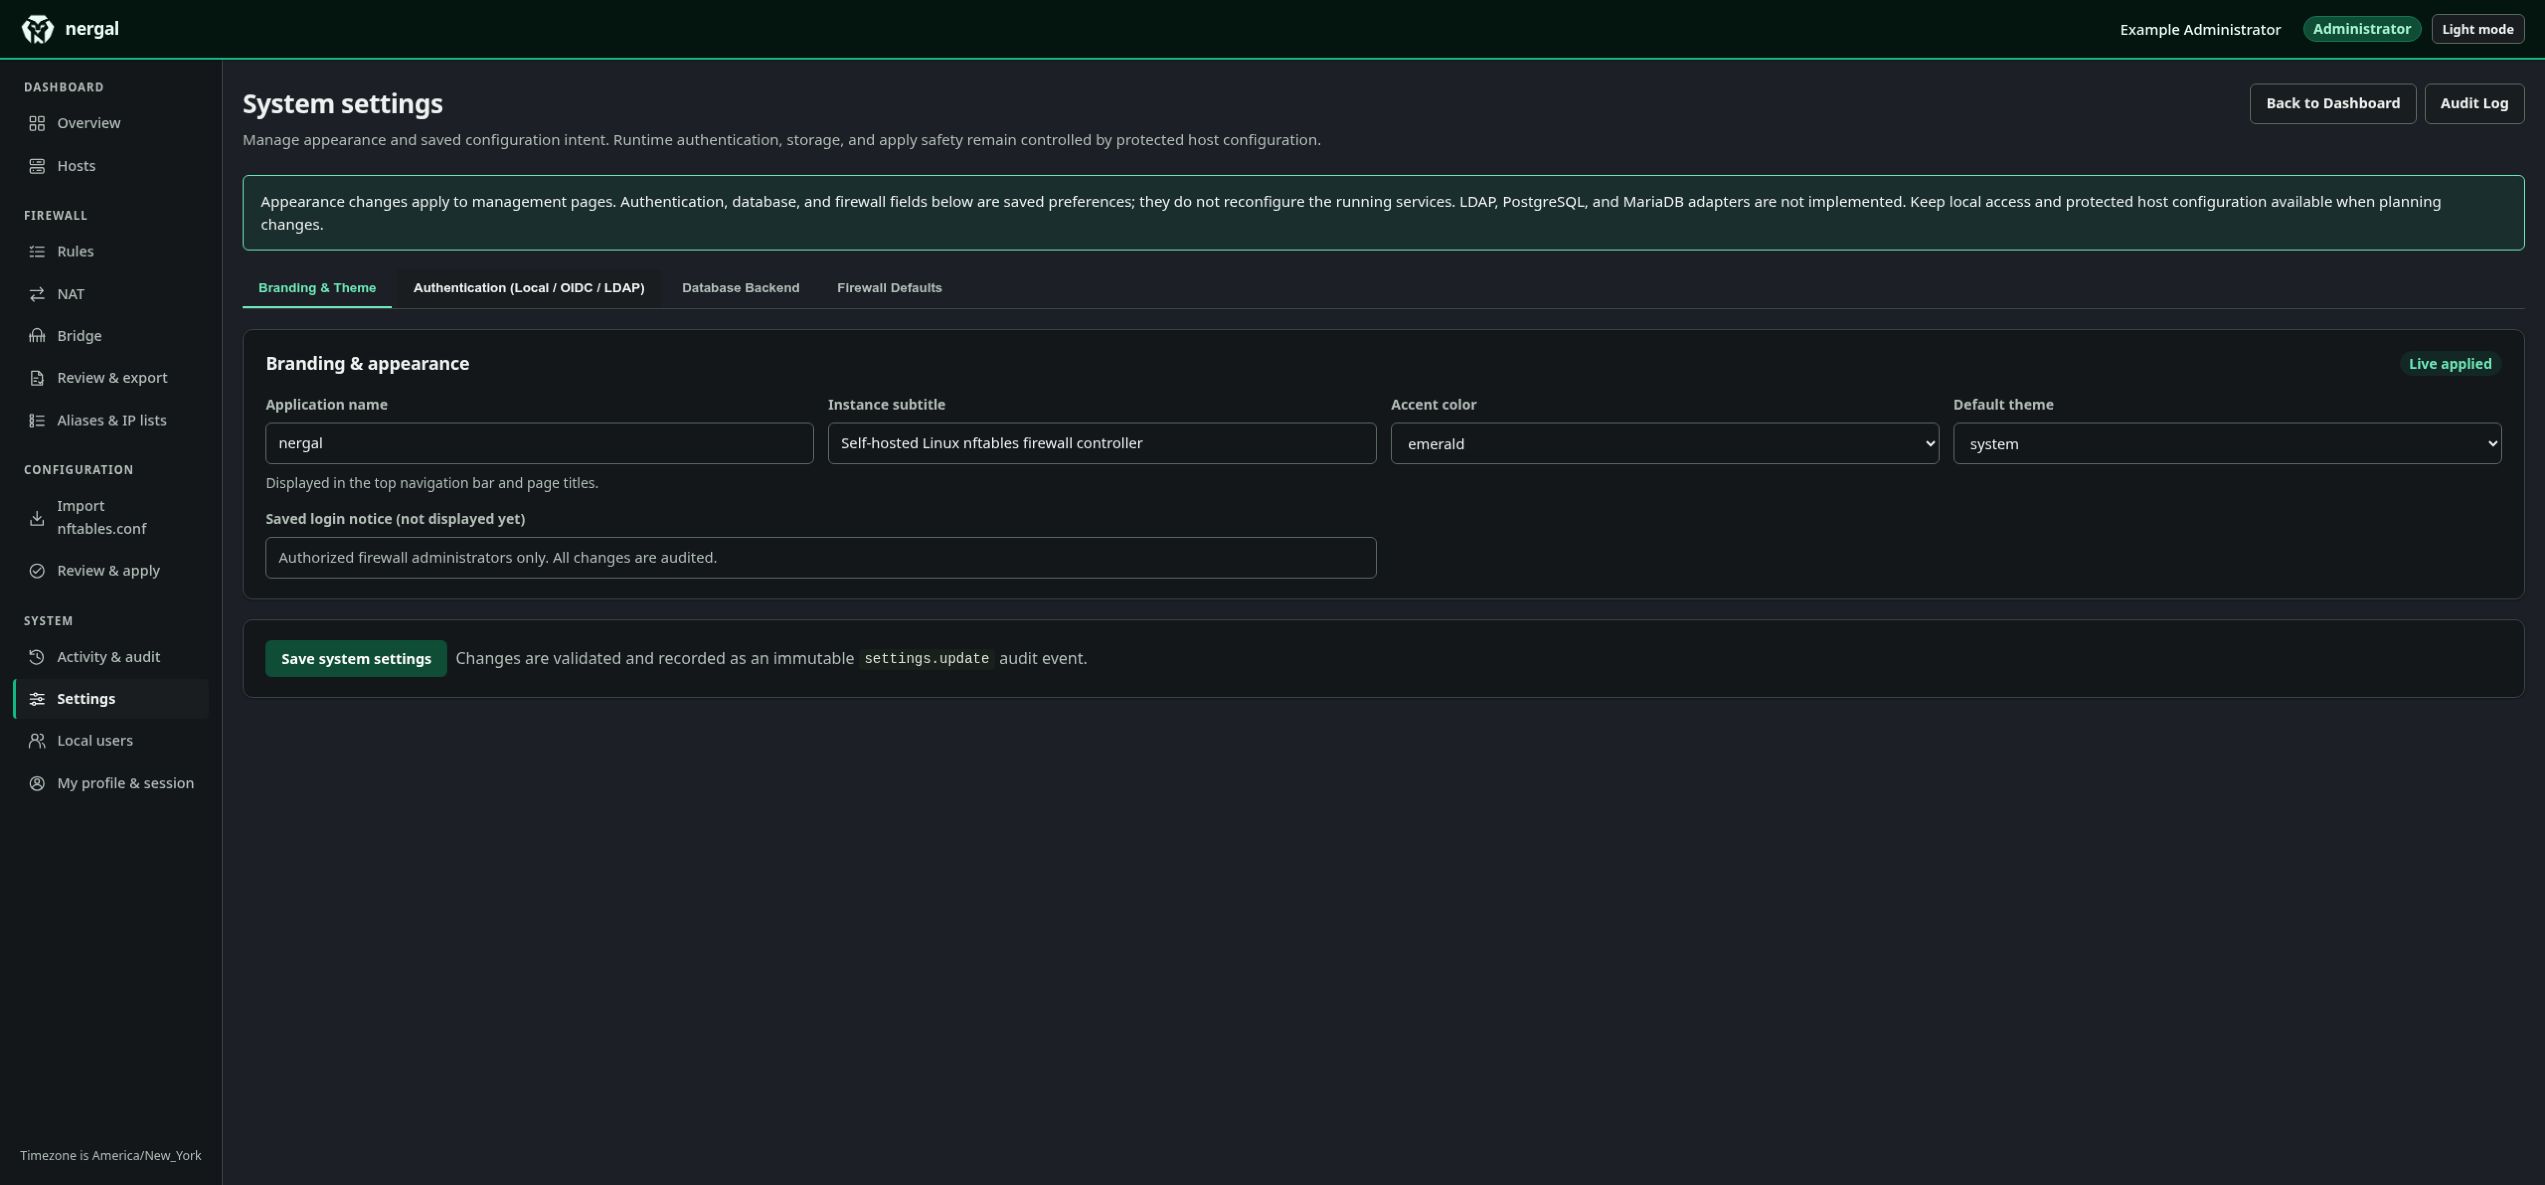 nergal
Example Administrator
Administrator
Light mode
DASHBOARD
Overview
Hosts
FIREWALL
Rules
NAT
Bridge
Review & export
Aliases & IP lists
CONFIGURATION
Import
nftables.conf
Review & apply
SYSTEM
Activity & audit
Settings
Local users
My profile & session
Timezone is America/New_York
System settings
Back to Dashboard
Audit Log
Manage appearance and saved configuration intent. Runtime authentication, storage, and apply safety remain controlled by protected host configuration.
Appearance changes apply to management pages. Authentication, database, and firewall fields below are saved preferences; they do not reconfigure the running services. LDAP, PostgreSQL, and MariaDB adapters are not implemented. Keep local access and protected host configuration available when planning
changes.
Branding & Theme
Authentication (Local / OIDC / LDAP)
Database Backend
Firewall Defaults
Branding & appearance
Live applied
Application name
Instance subtitle
Accent color
Default theme
nergal
Self-hosted Linux nftables firewall controller
emerald
system
Displayed in the top navigation bar and page titles.
Saved login notice (not displayed yet)
Authorized firewall administrators only. All changes are audited.
Save system settings
Changes are validated and recorded as an immutable settings.update audit event.